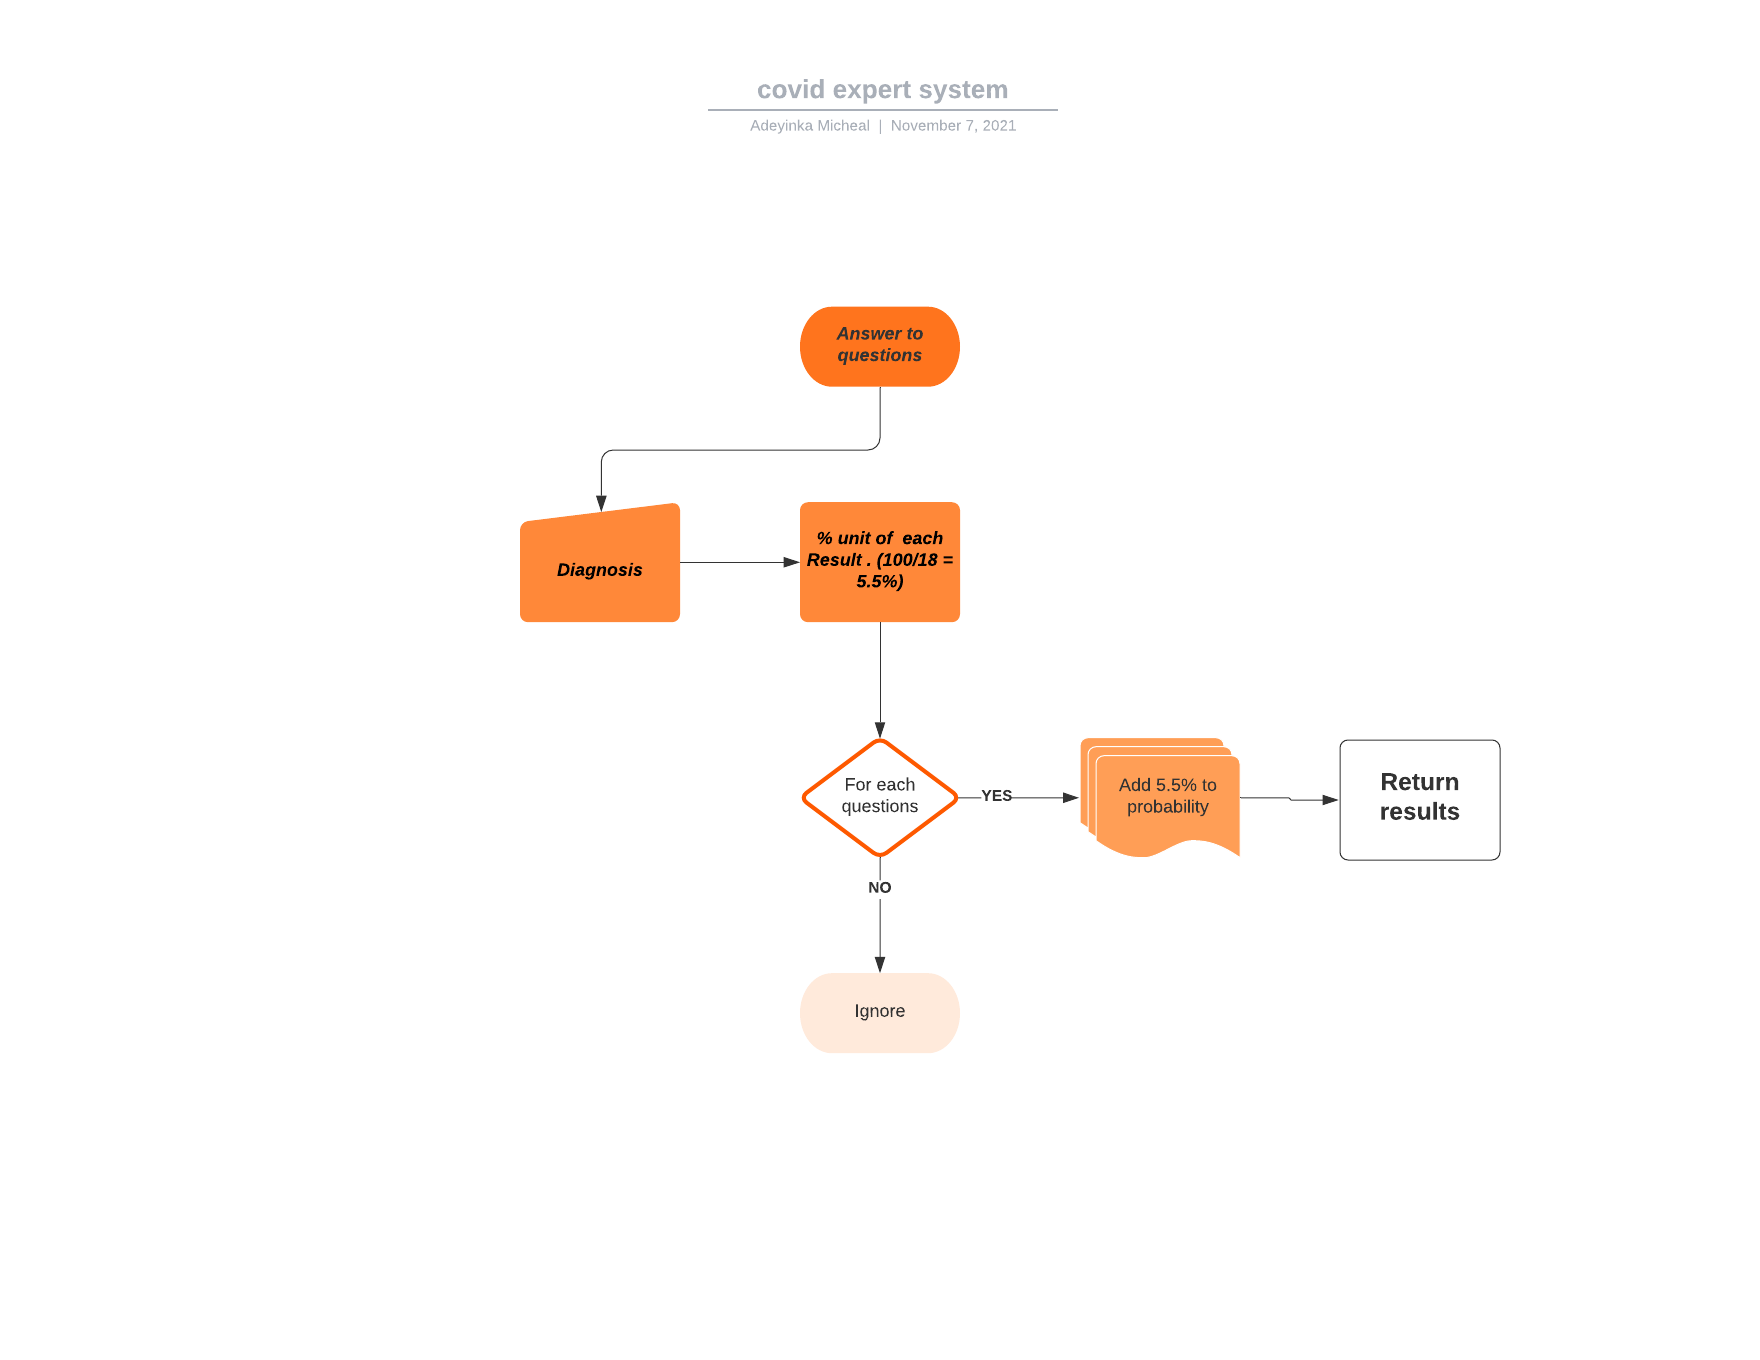 covid expert system
Adeyinka Micheal | November 7, 2021
Answer to
questions
Diagnosis
% unit of  each
Result . (100/18 =
5.5%)
For each
questions
YES
Add 5.5% to
probability
Return
results
NO
Ignore